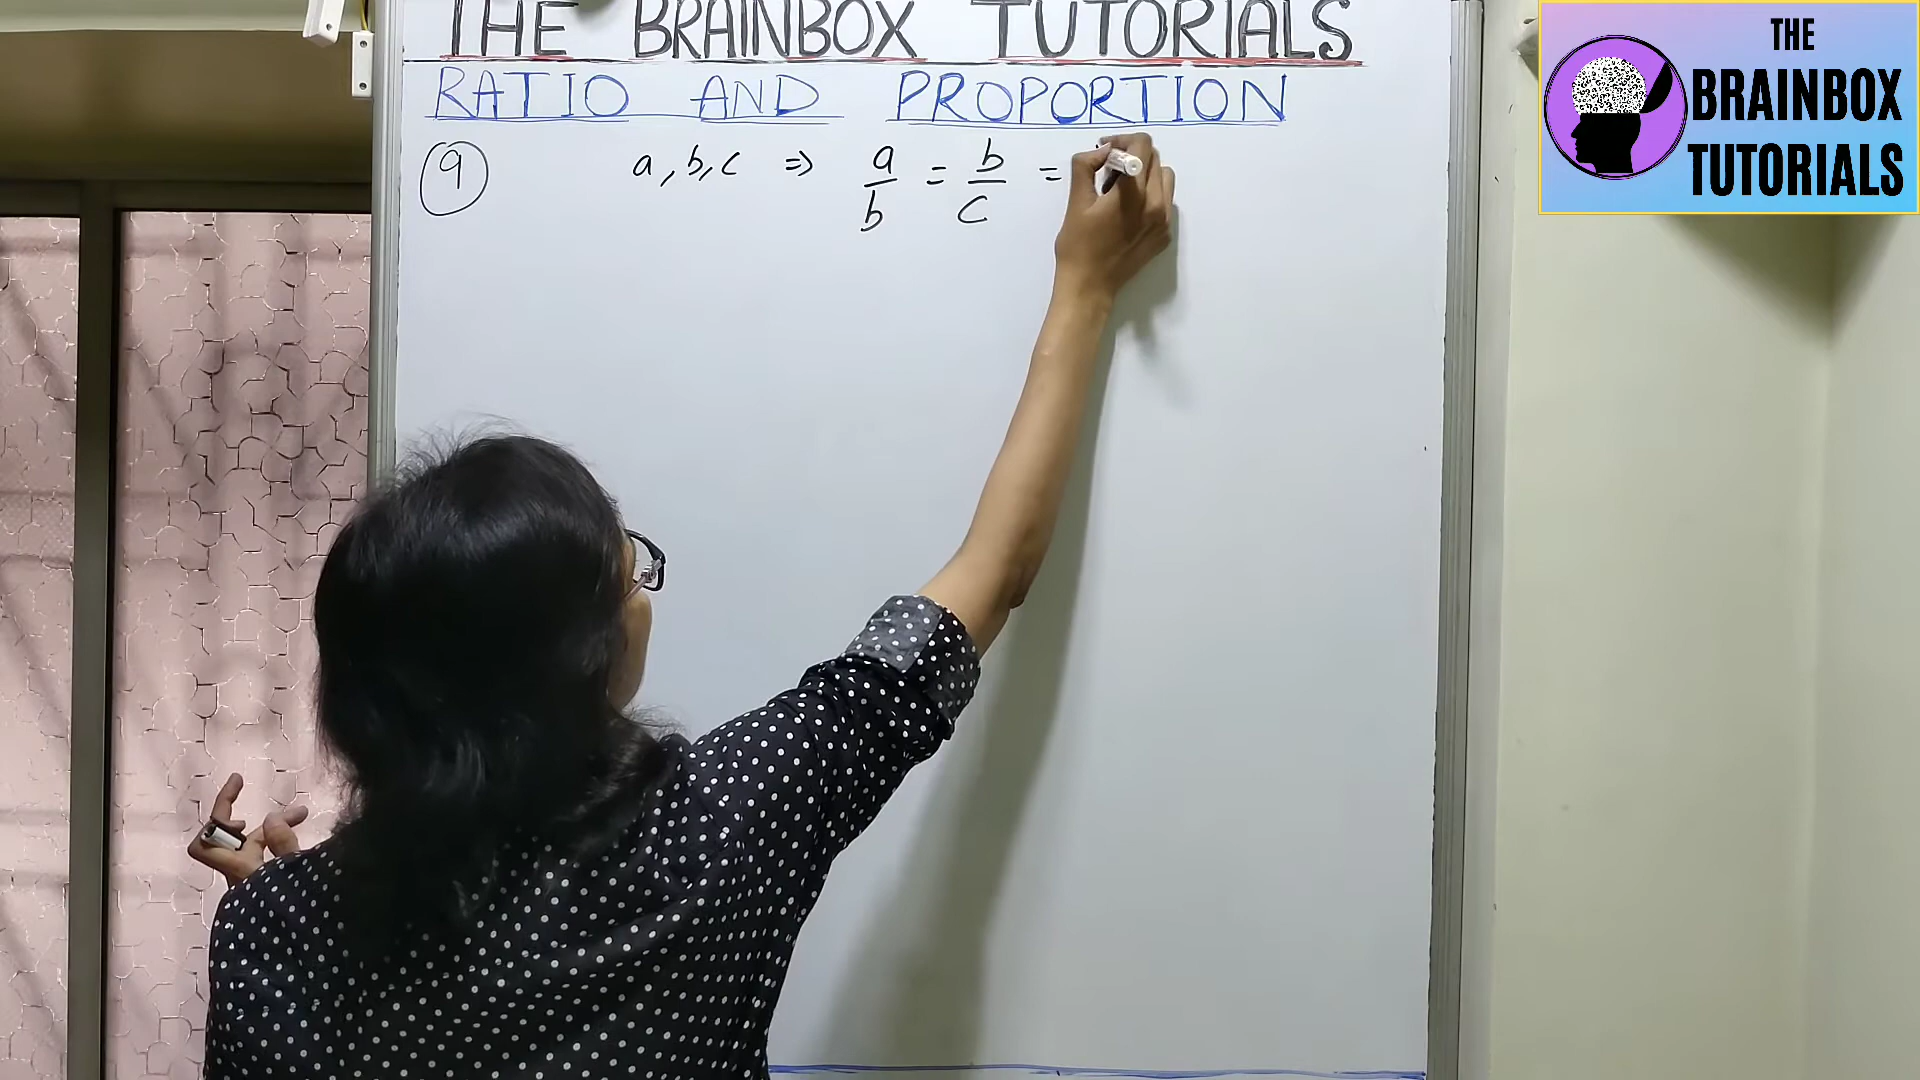 THE BRAINBOX TUTORIALS
RATIO AND PROPORTION
9 a, b, c ⇒ a/b = b/c =
THE
BRAINBOX
TUTORIALS